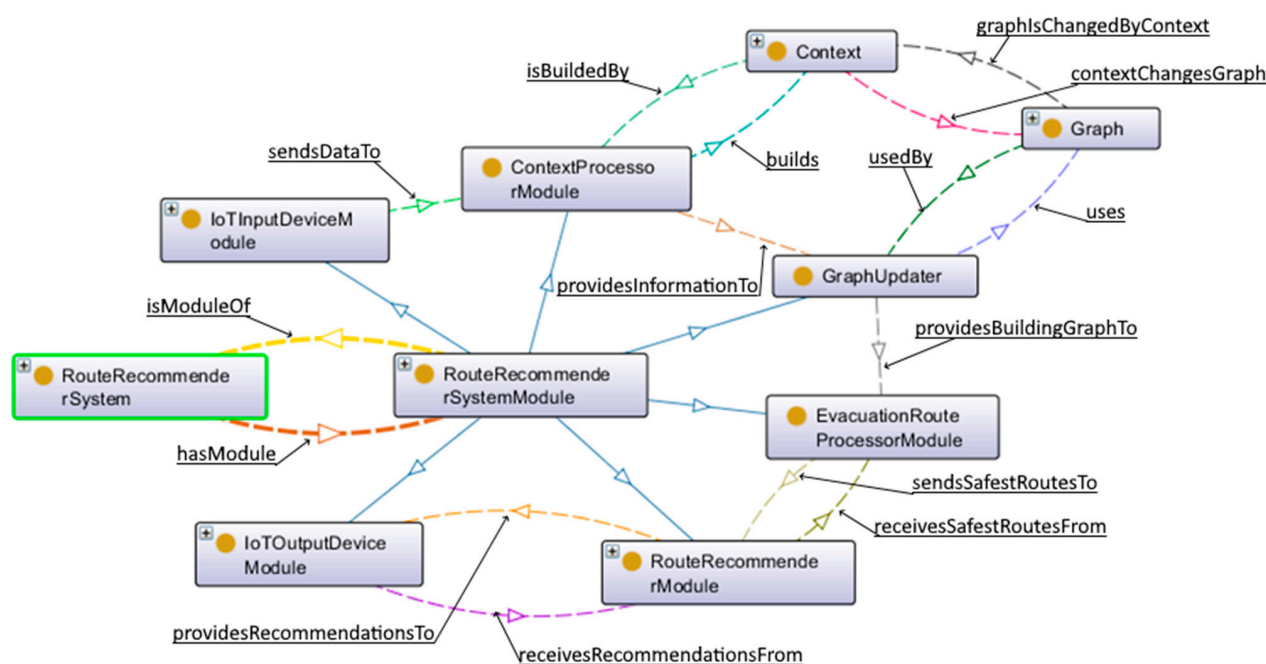 graphIsChangedByContext
Context
isBuildedBy
contextChangesGraph
Graph
sendsDataTo
ContextProcesso
rModule
builds
usedBy
IoTInputDeviceM
odule
uses
GraphUpdater
providesInformationTo
isModuleOf
providesBuildingGraphTo
RouteRecommende
rSystem
RouteRecommende
rSystemModule
EvacuationRoute
ProcessorModule
hasModule
sendsSafestRoutesTo
receivesSafestRoutesFrom
IoTOutputDevice
Module
RouteRecommende
rModule
providesRecommendationsTo
receivesRecommendationsFrom